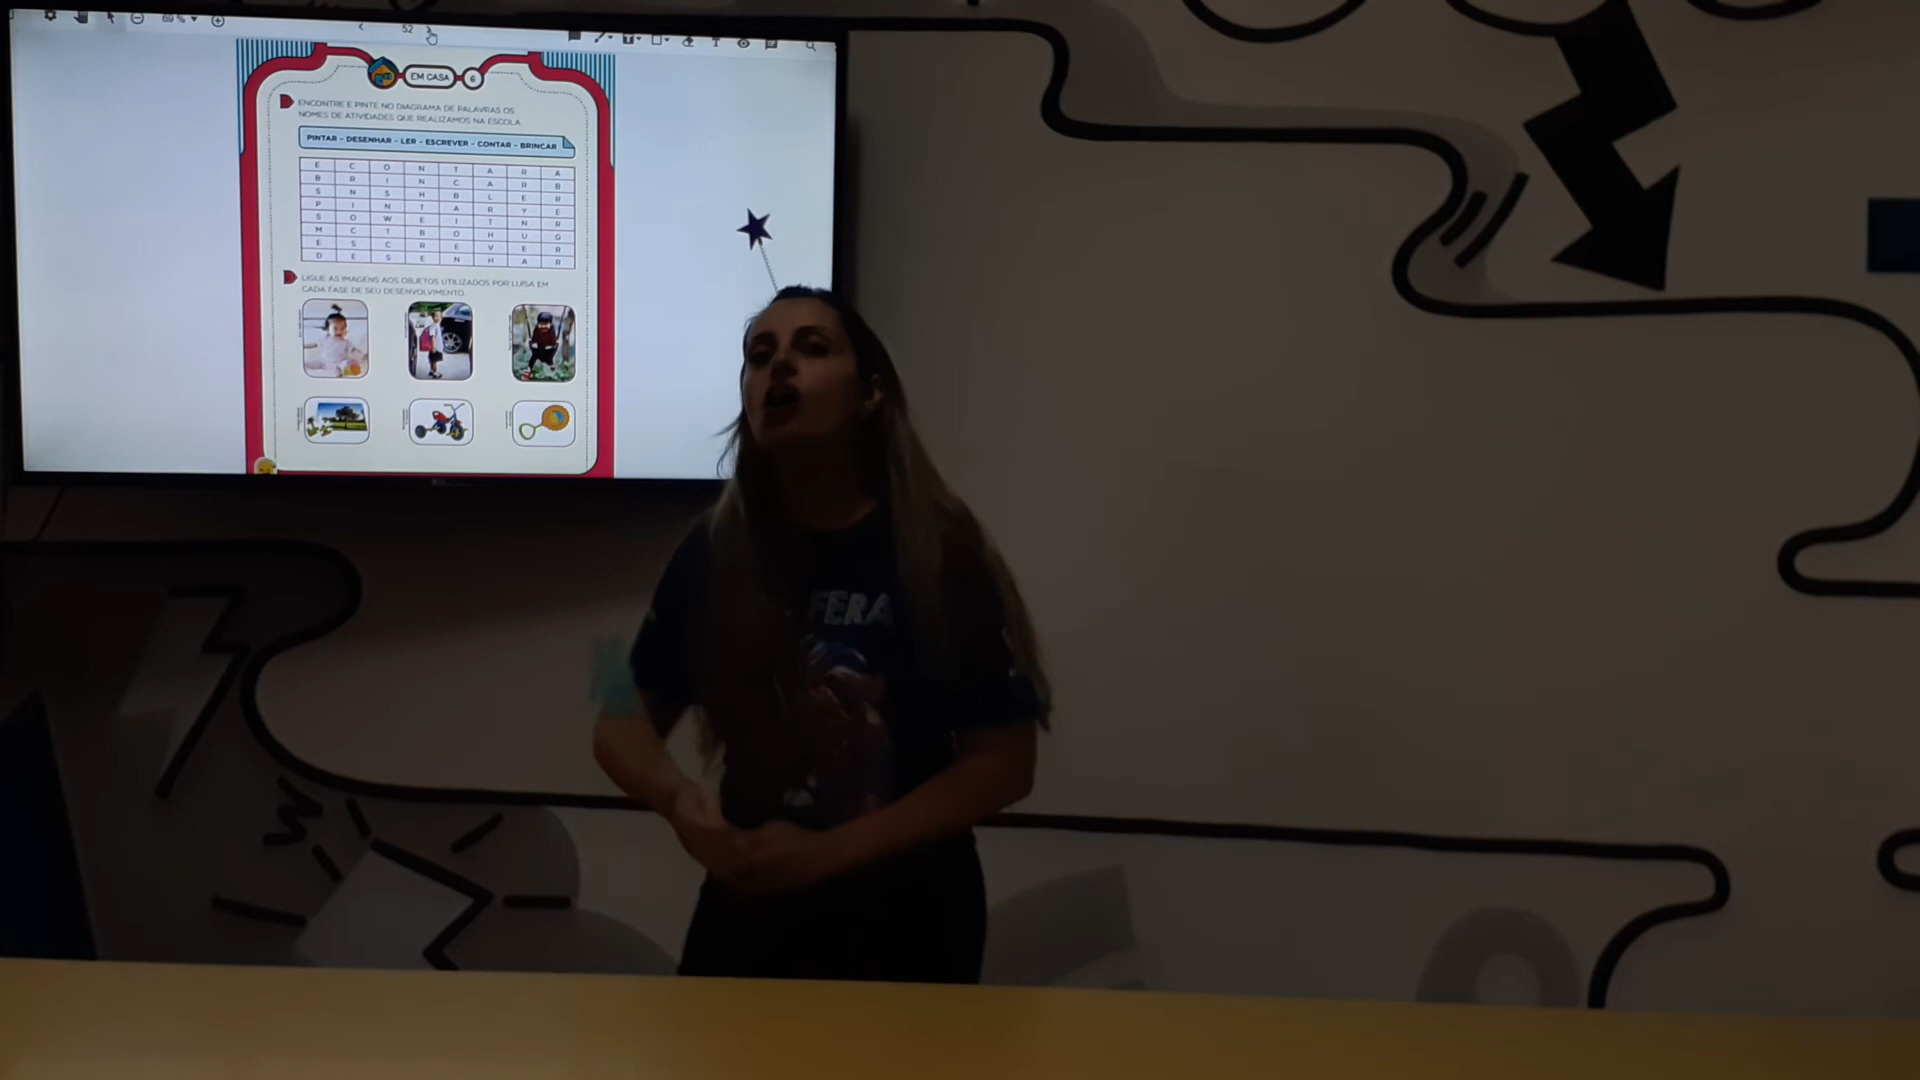 69 %
52
EM CASA 6
ENCONTRE E PINTE NO DIAGRAMA DE PALAVRAS OS
NOMES DE ATIVIDADES QUE REALIZAMOS NA ESCOLA.
PINTAR – DESENHAR – LER – ESCREVER – CONTAR – BRINCAR
E C O N T A R A
B R I N C A R B
S N S H B L E R
P I N T A R Y E
S O W E I T N R
M C T B O H U G
E S C R E V E R
D E S E N H A R
LIGUE AS IMAGENS AOS OBJETOS UTILIZADOS POR LUISA EM
CADA FASE DE SEU DESENVOLVIMENTO.
FERA